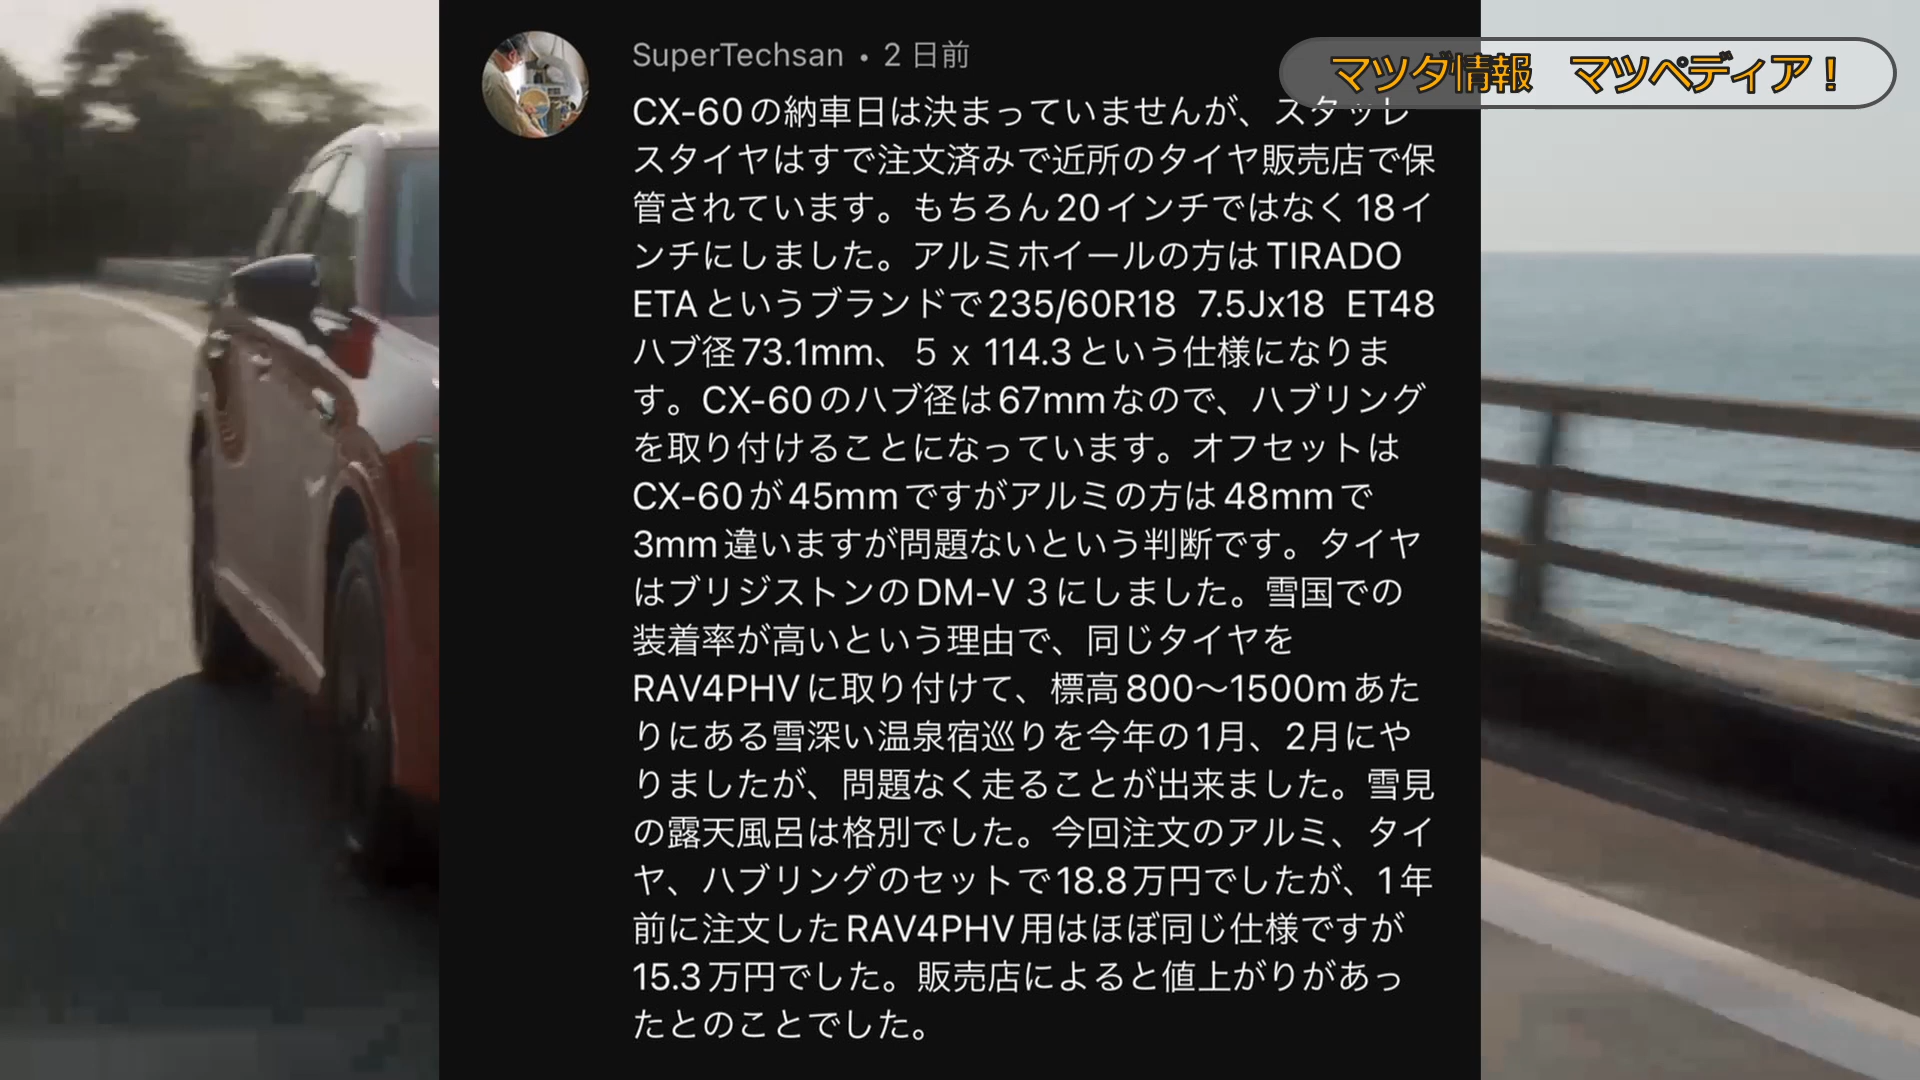 SuperTechsan • 2 日前
マツダ情報　マツペディア！
CX-60の納車日は決まっていませんが、スタッレ
スタイヤはすで注文済みで近所のタイヤ販売店で保
管されています。もちろん20インチではなく18イ
ンチにしました。アルミホイールの方はTIRADO
ETAというブランドで235/60R18 7.5Jx18 ET48
ハブ径73.1mm、５ｘ114.3という仕様になりま
す。CX-60のハブ径は67mmなので、ハブリング
を取り付けることになっています。オフセットは
CX-60が45mmですがアルミの方は48mmで
3mm違いますが問題ないという判断です。タイヤ
はブリジストンのDM-V３にしました。雪国での
装着率が高いという理由で、同じタイヤを
RAV4PHVに取り付けて、標高800〜1500mあた
りにある雪深い温泉宿巡りを今年の1月、2月にや
りましたが、問題なく走ることが出来ました。雪見
の露天風呂は格別でした。今回注文のアルミ、タイ
ヤ、ハブリングのセットで18.8万円でしたが、1年
前に注文したRAV4PHV用はほぼ同じ仕様ですが
15.3万円でした。販売店によると値上がりがあっ
たとのことでした。